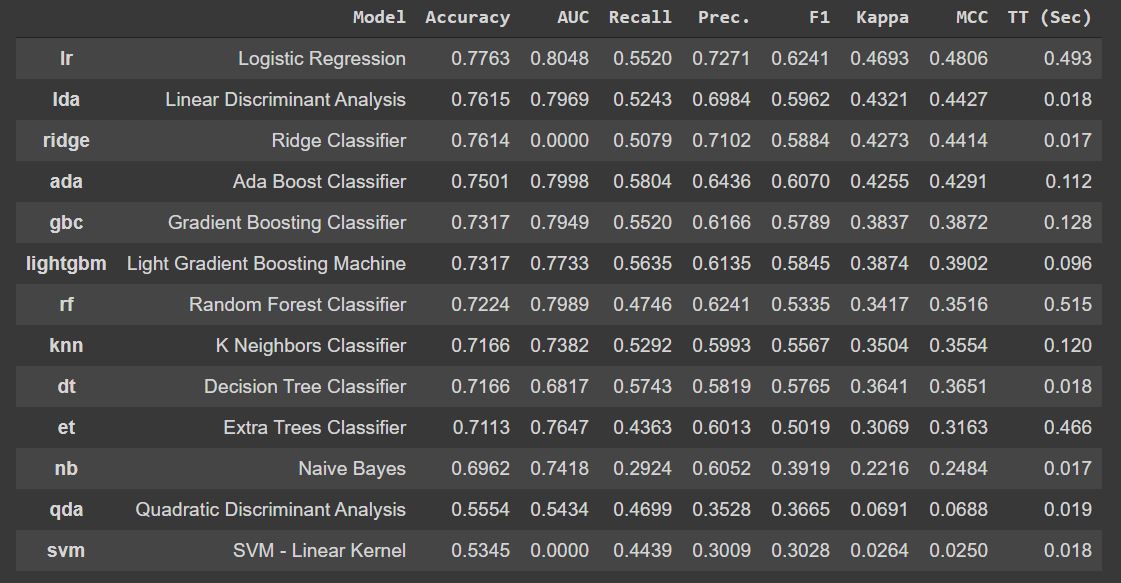 Model Accuracy AUC Recall Prec. F1 Kappa MCC TT (Sec)
lr Logistic Regression 0.7763 0.8048 0.5520 0.7271 0.6241 0.4693 0.4806 0.493
lda Linear Discriminant Analysis 0.7615 0.7969 0.5243 0.6984 0.5962 0.4321 0.4427 0.018
ridge Ridge Classifier 0.7614 0.0000 0.5079 0.7102 0.5884 0.4273 0.4414 0.017
ada Ada Boost Classifier 0.7501 0.7998 0.5804 0.6436 0.6070 0.4255 0.4291 0.112
gbc Gradient Boosting Classifier 0.7317 0.7949 0.5520 0.6166 0.5789 0.3837 0.3872 0.128
lightgbm Light Gradient Boosting Machine 0.7317 0.7733 0.5635 0.6135 0.5845 0.3874 0.3902 0.096
rf Random Forest Classifier 0.7224 0.7989 0.4746 0.6241 0.5335 0.3417 0.3516 0.515
knn K Neighbors Classifier 0.7166 0.7382 0.5292 0.5993 0.5567 0.3504 0.3554 0.120
dt Decision Tree Classifier 0.7166 0.6817 0.5743 0.5819 0.5765 0.3641 0.3651 0.018
et Extra Trees Classifier 0.7113 0.7647 0.4363 0.6013 0.5019 0.3069 0.3163 0.466
nb Naive Bayes 0.6962 0.7418 0.2924 0.6052 0.3919 0.2216 0.2484 0.017
qda Quadratic Discriminant Analysis 0.5554 0.5434 0.4699 0.3528 0.3665 0.0691 0.0688 0.019
svm SVM - Linear Kernel 0.5345 0.0000 0.4439 0.3009 0.3028 0.0264 0.0250 0.018